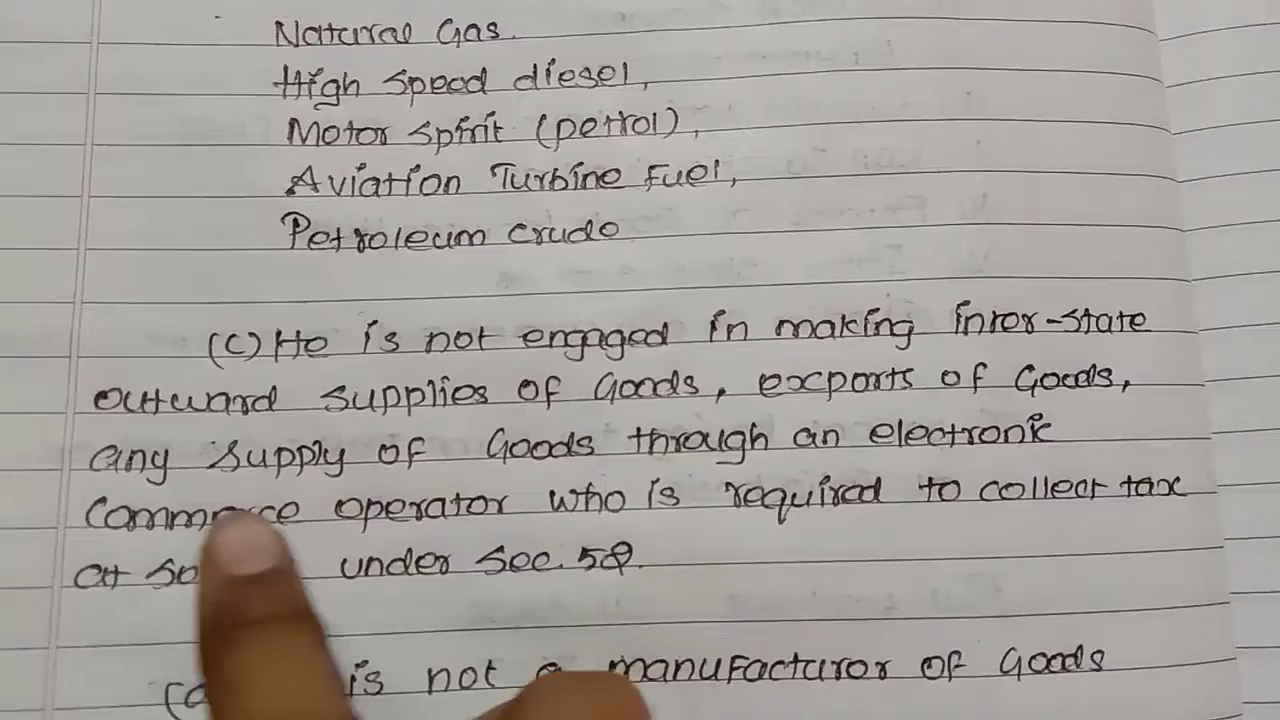 Natural Gas.
High speed diesel,
Motor spirit (petrol),
Aviation Turbine Fuel,
Petroleum crude
(C) He is not engaged in making inter-state
outward supplies of Goods, exports of Goods,
any supply of Goods through an electronic
Commerce operator who is required to collect tax
at under sec. 52.
is not a manufacturer of Goods